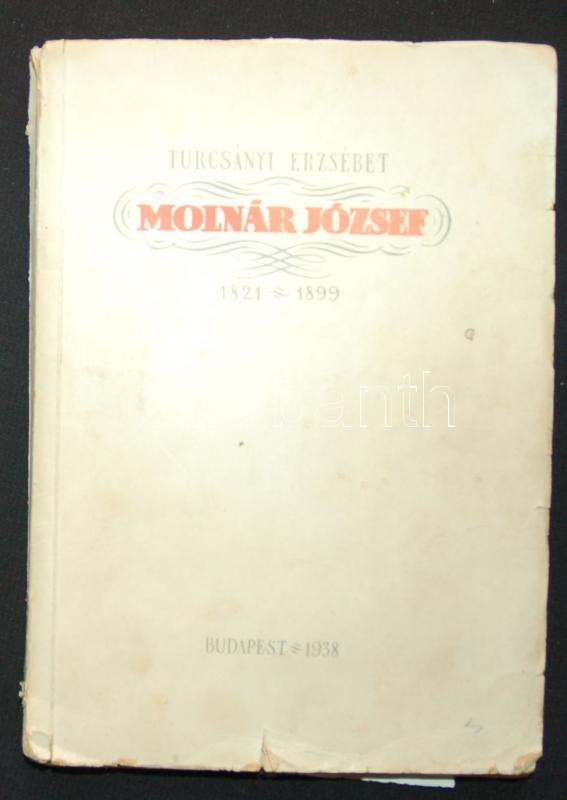 TURCSÁNYI ERZSÉBET
MOLNÁR JÓZSEF
1821 1899
BUDAPEST 1938